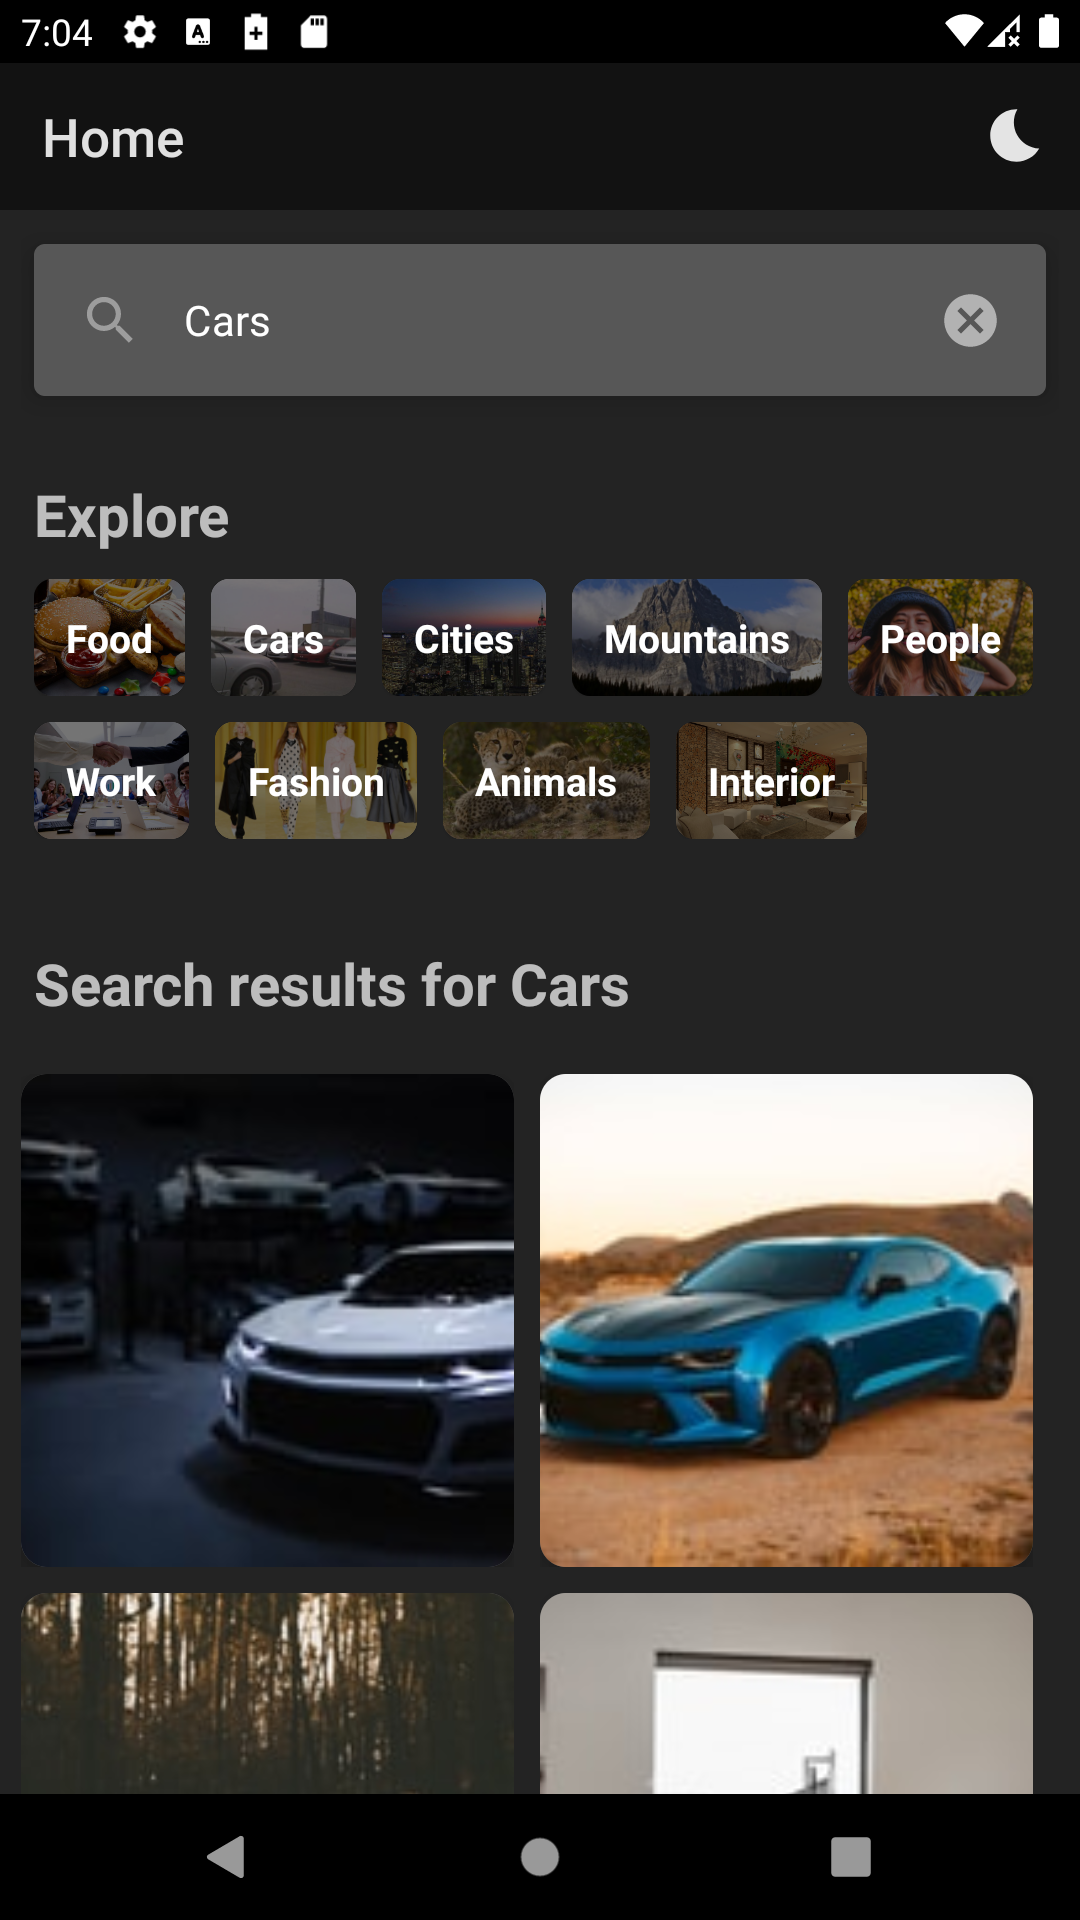 7:04
Home
Cars
Explore
Food Cars Cities Mountains People
Work Fashion Animals Interior
Search results for Cars